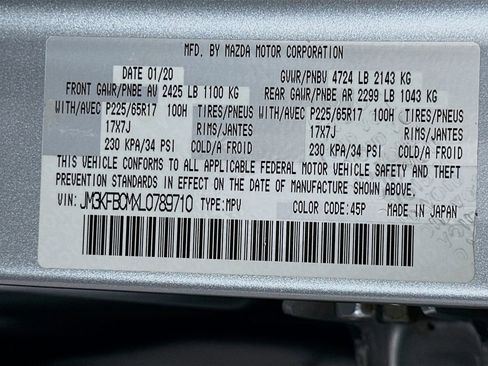 MFD. BY MAZDA MOTOR CORPORATION
DATE 01/20 GVWR/PNBV 4724 LB 2143 KG
FRONT GAWR/PNBE AV 2425 LB 1100 KG REAR GAWR/PNBE AR 2299 LB 1043 KG
WITH/AVEC P225/65R17 100H TIRES/PNEUS WITH/AVEC P225/65R17 100H TIRES/PNEUS
17X7J RIMS/JANTES 17X7J RIMS/JANTES
230 KPA/34 PSI COLD/A FROID 230 KPA/34 PSI COLD/A FROID
THIS VEHICLE CONFORMS TO ALL APPLICABLE FEDERAL MOTOR VEHICLE SAFETY AND THEFT
PREVENTION STANDARDS IN EFFECT ON THE DATE OF MANUFACTURE SHOWN ABOVE.
VIN: JM3KFBCMXL0789710 TYPE:MPV COLOR CODE:45P MADE IN JAPAN